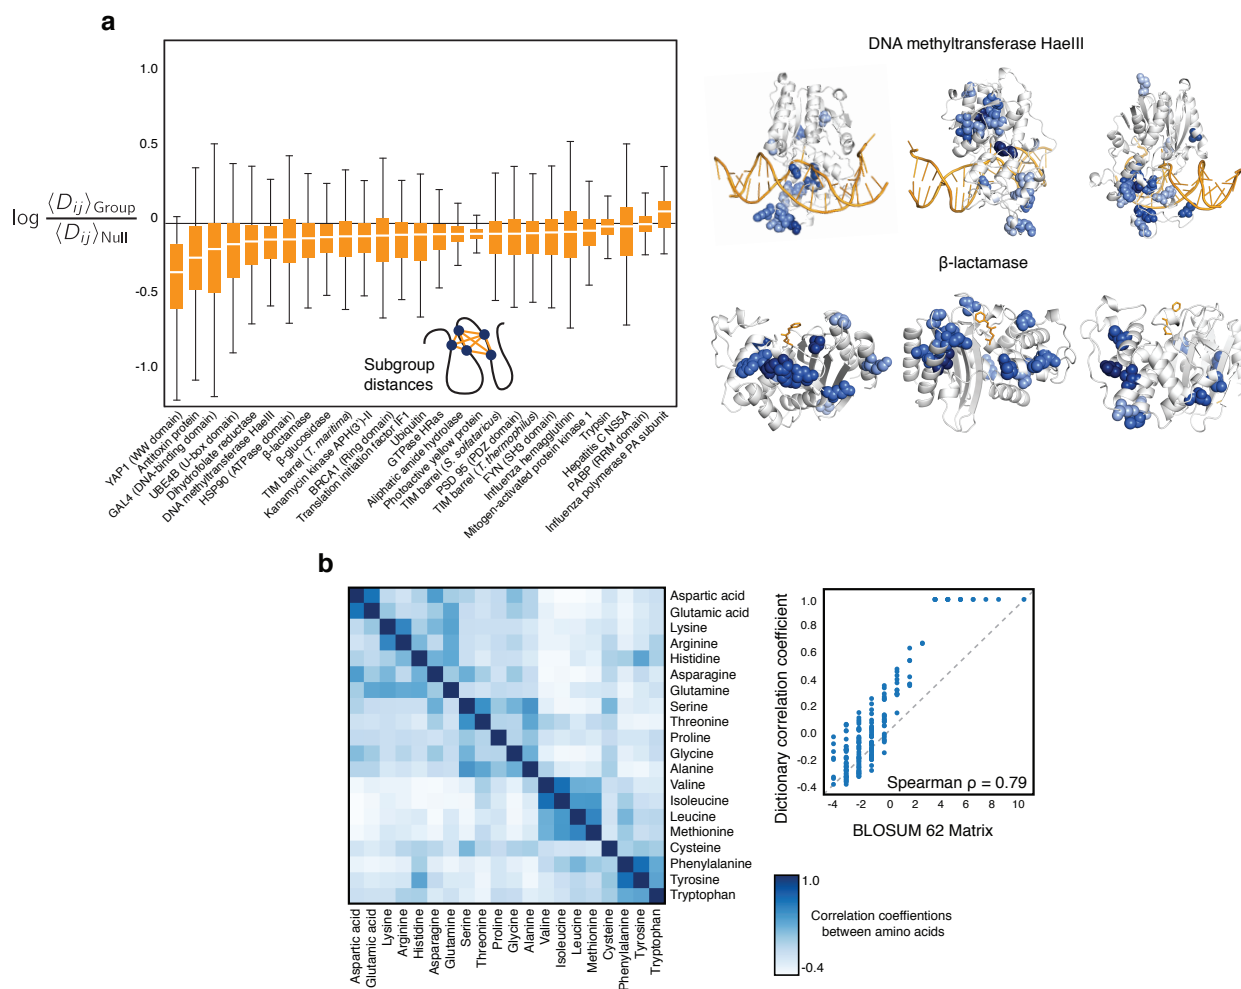 a
1.0
0.5
0
-0.5
-1.0
log ⟨D_ij⟩Group / ⟨D_ij⟩Null
Subgroup
distances
YAP1 (WW domain)
Antitoxin protein
GAL4 (DNA-binding domain)
UBE4B (U-box domain)
Dihydrofolate reductase
DNA methyltransferase HaeIII
HSP90 (ATPase domain)
β-lactamase
β-glucosidase
TIM barrel (T. maritima)
Kanamycin kinase APH(3')-II
BRCA1 (Ring domain)
Translation initiation factor IF1
Ubiquitin
GTPase HRas
Aliphatic amide hydrolase
Photoactive yellow protein
TIM barrel (S. solfataricus)
PSD 95 (PDZ domain)
TIM barrel (T. thermophilus)
FYN (SH3 domain)
Influenza hemagglutinin
Mitogen-activated protein kinase 1
Trypsin
Hepatitis C NS5A
PABP (RRM domain)
Influenza polymerase PA subunit
DNA methyltransferase HaeIII
β-lactamase
b
Aspartic acid
Glutamic acid
Lysine
Arginine
Histidine
Asparagine
Glutamine
Serine
Threonine
Proline
Glycine
Alanine
Valine
Isoleucine
Leucine
Methionine
Cysteine
Phenylalanine
Tyrosine
Tryptophan
Aspartic acid
Glutamic acid
Lysine
Arginine
Histidine
Asparagine
Glutamine
Serine
Threonine
Proline
Glycine
Alanine
Valine
Isoleucine
Leucine
Methionine
Cysteine
Phenylalanine
Tyrosine
Tryptophan
Dictionary correlation coefficient
1.0
0.8
0.6
0.4
0.2
0.0
-0.2
-0.4
Spearman ρ = 0.79
-4 -2 0 2 4 6 8 10
BLOSUM 62 Matrix
1.0
-0.4
Correlation coeffientions
between amino acids